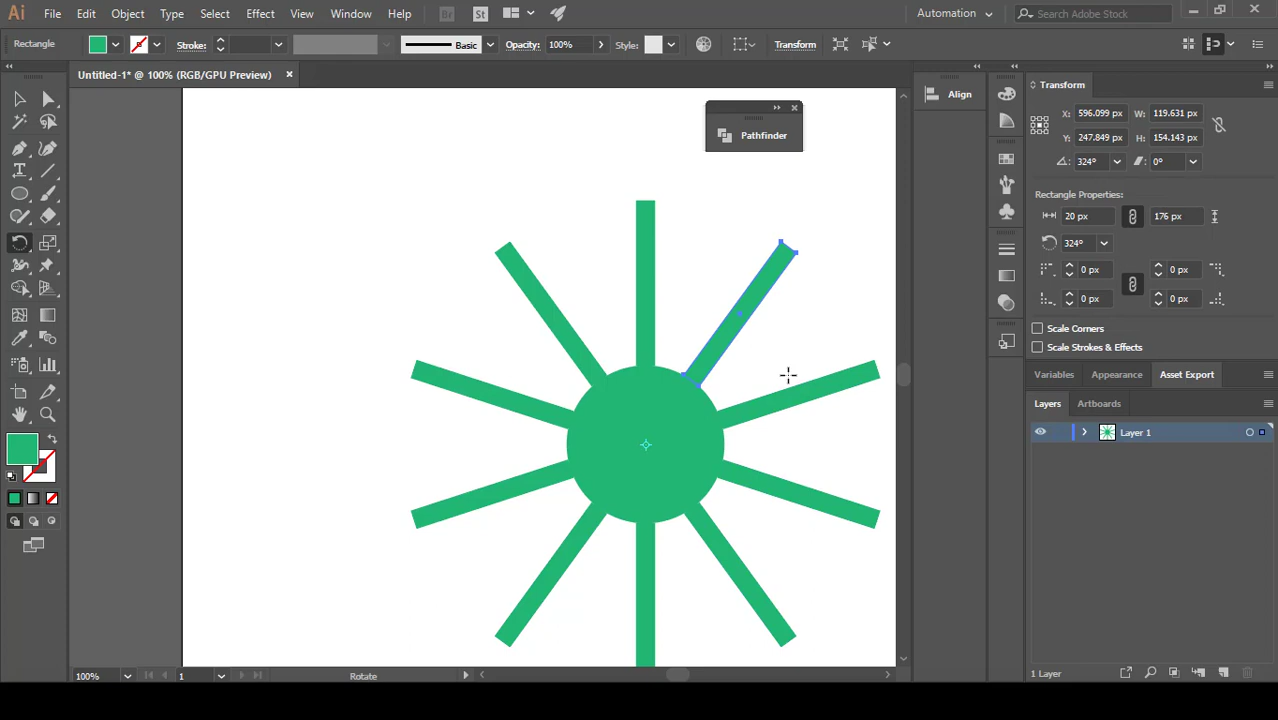 Ai File Edit Object Type Select Effect View Window Help Br St Automation Search Adobe Stock
Rectangle Stroke: Basic Opacity: 100% Style: Transform
Untitled-1* @ 100% (RGB/GPU Preview)
Pathfinder
Align
Transform
X: 596.099 px W: 119.631 px
Y: 247.849 px H: 154.143 px
324° 0°
Rectangle Properties:
20 px 176 px
324°
0 px 0 px
0 px 0 px
Scale Corners
Scale Strokes & Effects
Variables Appearance Asset Export
Layers Artboards
Layer 1
1 Layer
100% 1 Rotate